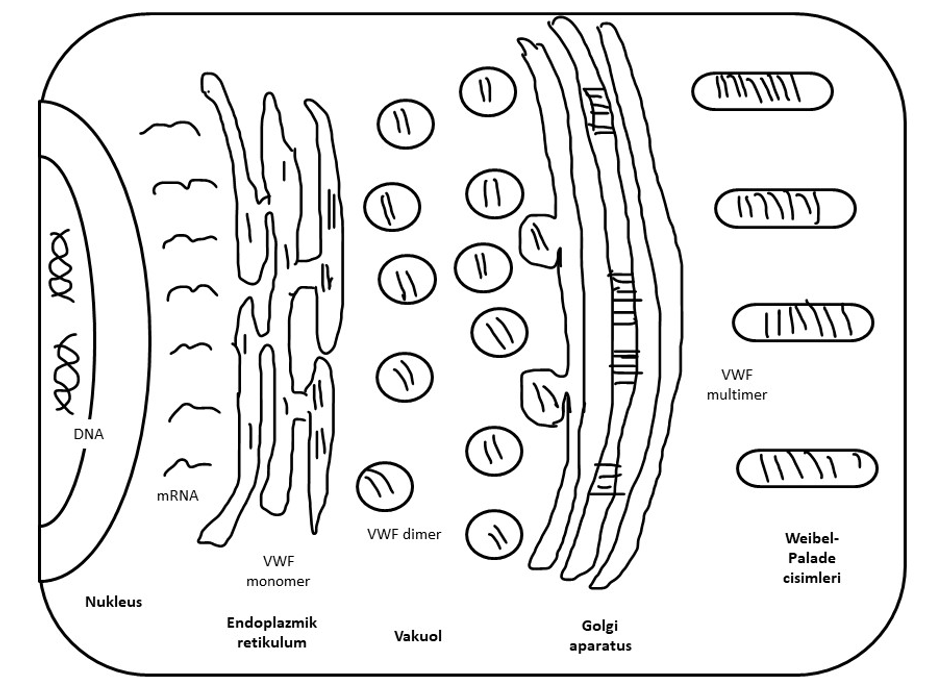 DNA
mRNA
Nukleus
VWF
monomer
Endoplazmik
retikulum
VWF dimer
Vakuol
Golgi
aparatus
VWF
multimer
Weibel-
Palade
cisimleri